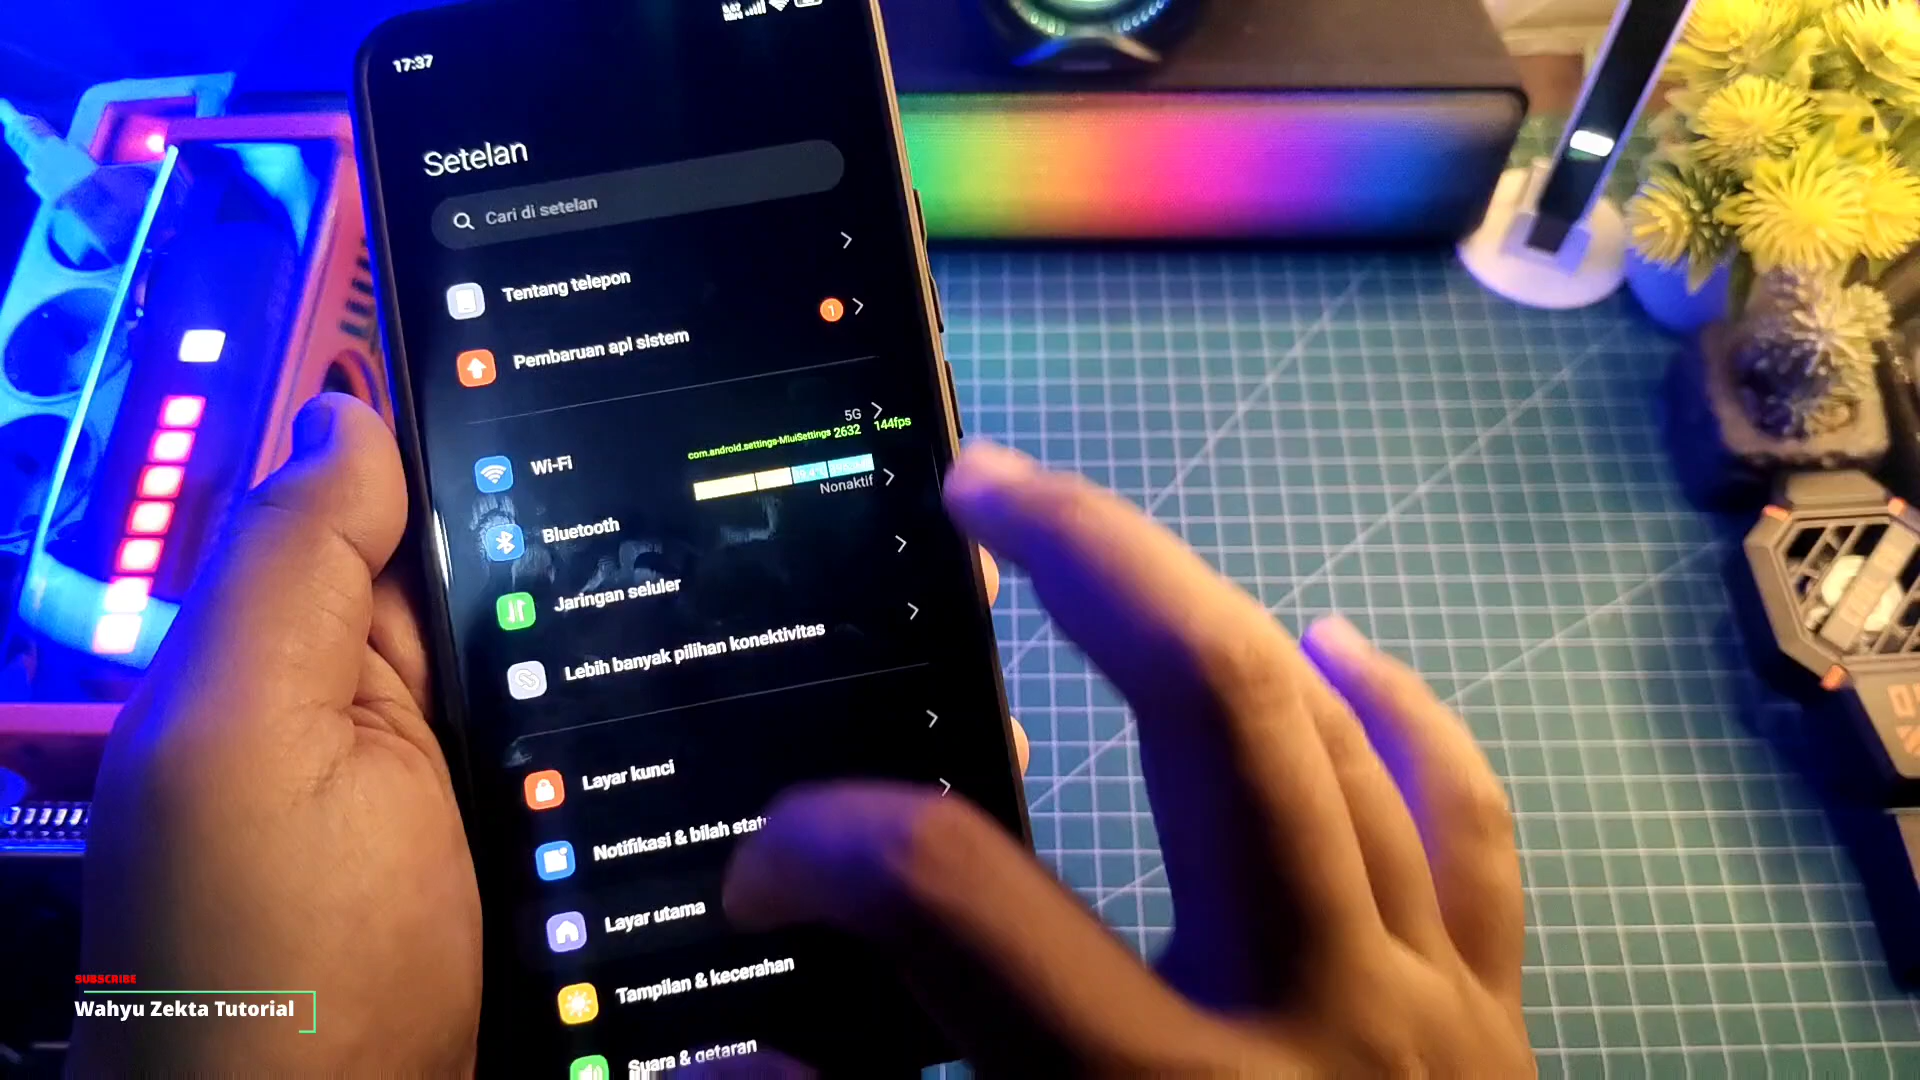 17:37
Setelan
Cari di setelan
Tentang telepon
Pembaruan apl sistem
1
Wi-Fi
5G
com.android.settings-MiuiSettings 2632 144fps
Bluetooth
Nonaktif
Jaringan seluler
Lebih banyak pilihan konektivitas
Layar kunci
Notifikasi & bilah
Layar utama
Tampilan & kecerahan
Suara & getaran
SUBSCRIBE
Wahyu Zekta Tutorial